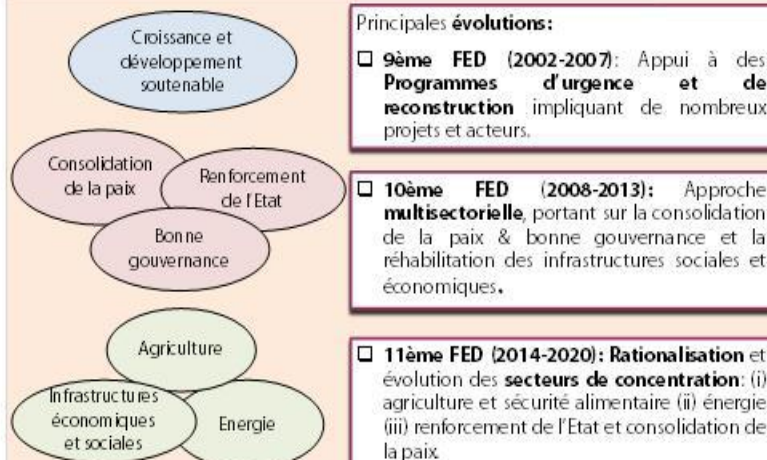 Croissance et
développement
soutenable
Consolidation
de la paix
Renforcement
de l'Etat
Bonne
gouvernance
Agriculture
Infrastructures
économiques
et sociales
Energie
Principales évolutions:
❑ 9ème FED (2002-2007): Appui à des
Programmes d'urgence et de
reconstruction impliquant de nombreux
projets et acteurs.
❑ 10ème FED (2008-2013): Approche
multisectorielle, portant sur la consolidation
de la paix & bonne gouvernance et la
réhabilitation des infrastructures sociales et
économiques.
❑ 11ème FED (2014-2020): Rationalisation et
évolution des secteurs de concentration: (i)
agriculture et sécurité alimentaire (ii) énergie
(iii) renforcement de l'Etat et consolidation de
la paix.